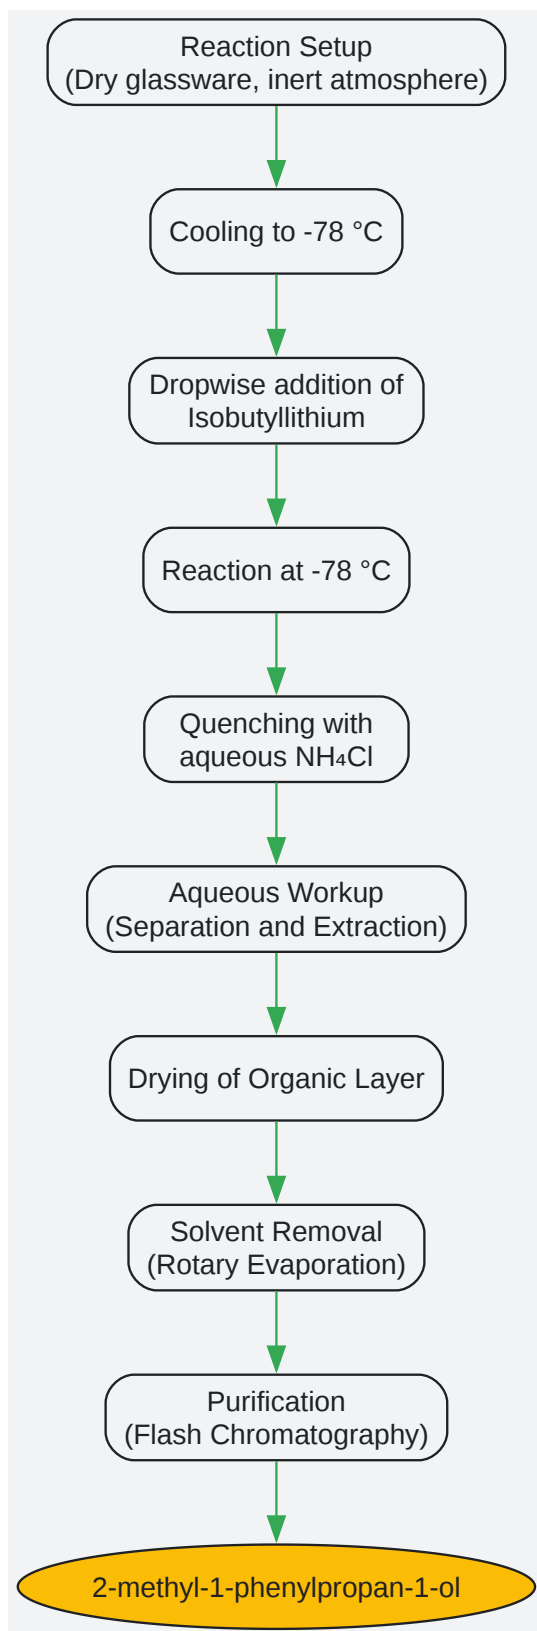 Reaction Setup
(Dry glassware, inert atmosphere)
Cooling to -78 °C
Dropwise addition of
Isobutyllithium
Reaction at -78 °C
Quenching with
aqueous NH₄Cl
Aqueous Workup
(Separation and Extraction)
Drying of Organic Layer
Solvent Removal
(Rotary Evaporation)
Purification
(Flash Chromatography)
2-methyl-1-phenylpropan-1-ol